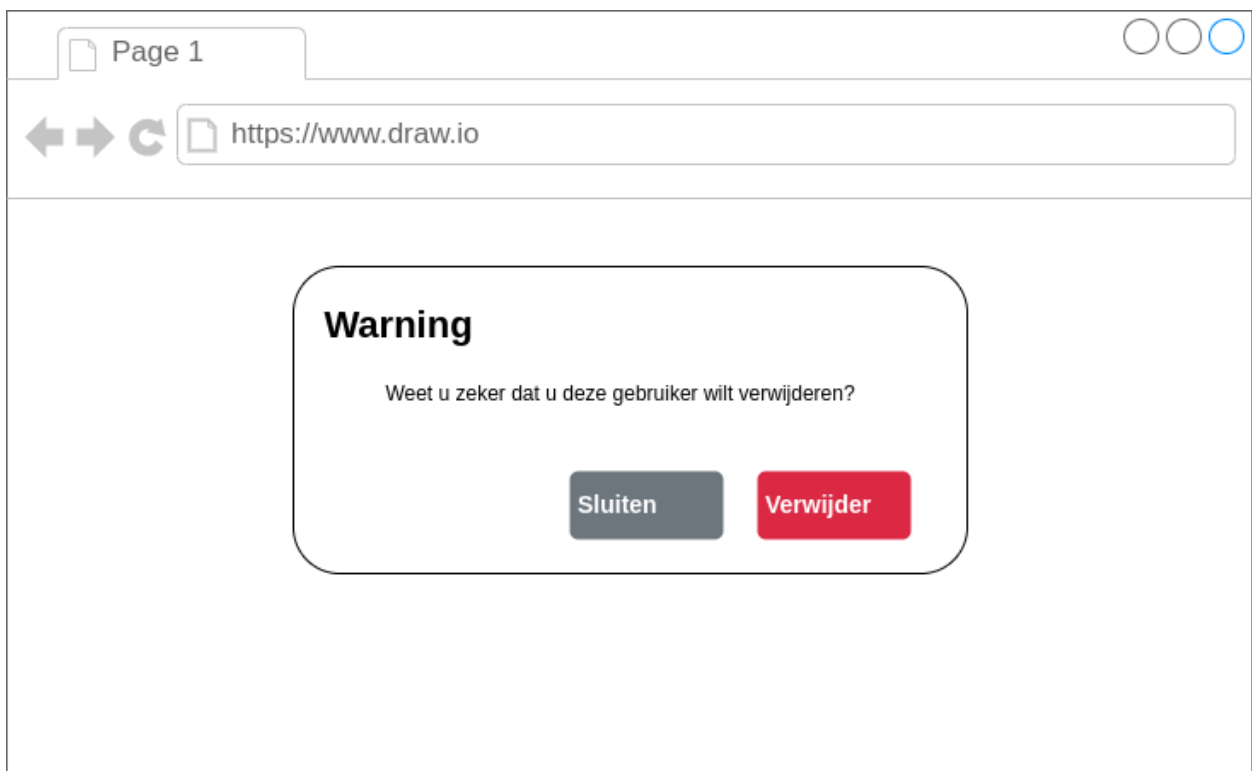 Page 1
https://www.draw.io
Warning
Weet u zeker dat u deze gebruiker wilt verwijderen?
Sluiten
Verwijder